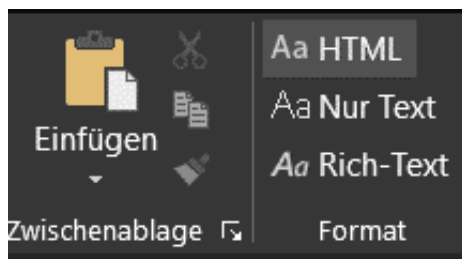 Einfügen
Zwischenablage
Aa HTML
Aa Nur Text
Aa Rich-Text
Format